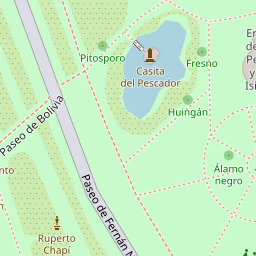 Pitosporo
Casita
del Pescador
Fresno
Huingán
Paseo de Bolivia
Álamo
negro
Paseo de Fernán
Ruperto
Chapí